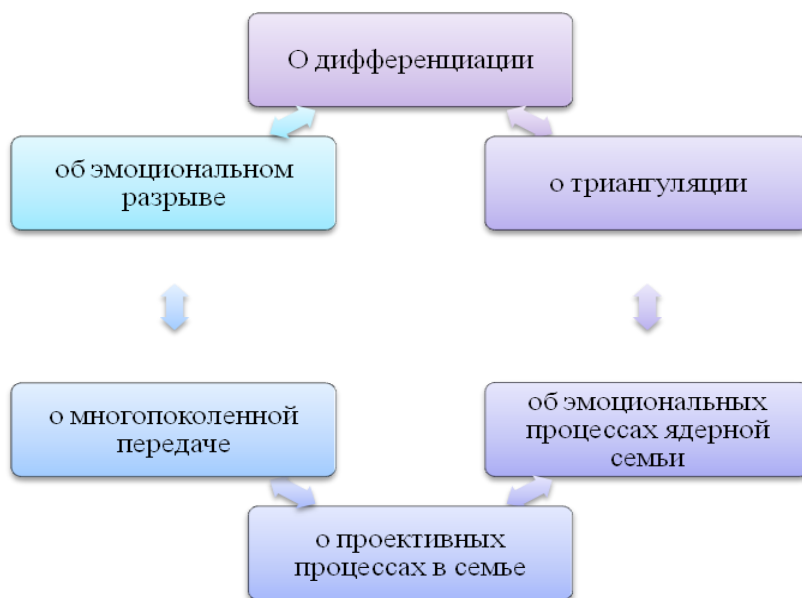 О дифференциации
об эмоциональном
разрыве
о триангуляции
о многопоколенной
передаче
об эмоциональных
процессах ядерной
семьи
о проективных
процессах в семье